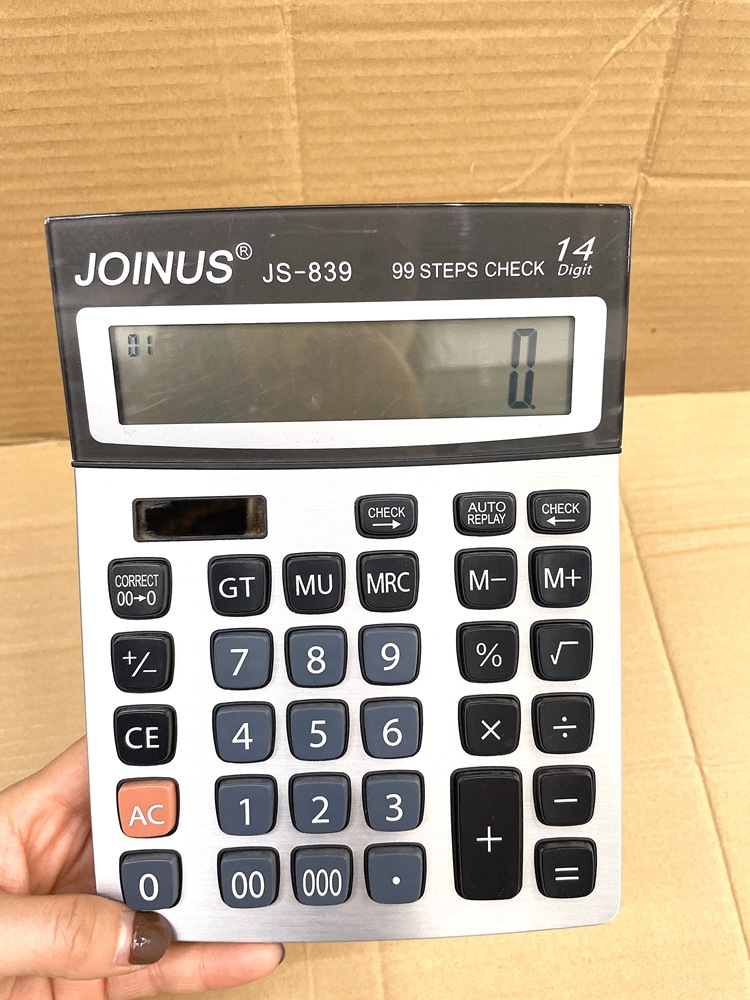 JOINUS® JS-839 99 STEPS CHECK 14 Digit
01 0.
CHECK → AUTO REPLAY CHECK ←
CORRECT 00→0 GT MU MRC M− M+
+/− 7 8 9 % √
CE 4 5 6 × ÷
AC 1 2 3 + −
0 00 000 . =